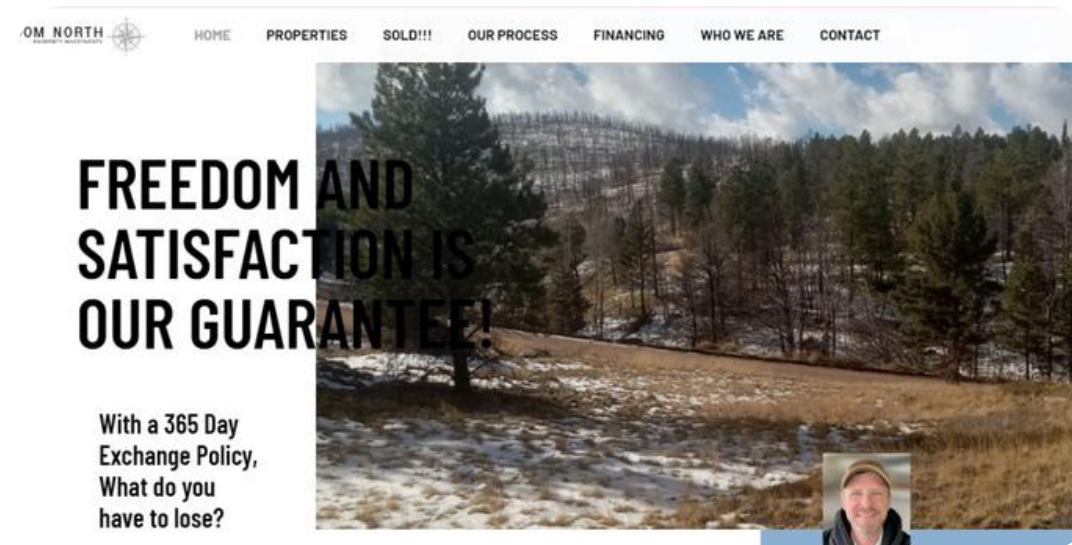 OM NORTH
HOME PROPERTIES SOLD!!! OUR PROCESS FINANCING WHO WE ARE CONTACT
FREEDOM AND
SATISFACTION IS
OUR GUARANTEE!
With a 365 Day
Exchange Policy,
What do you
have to lose?